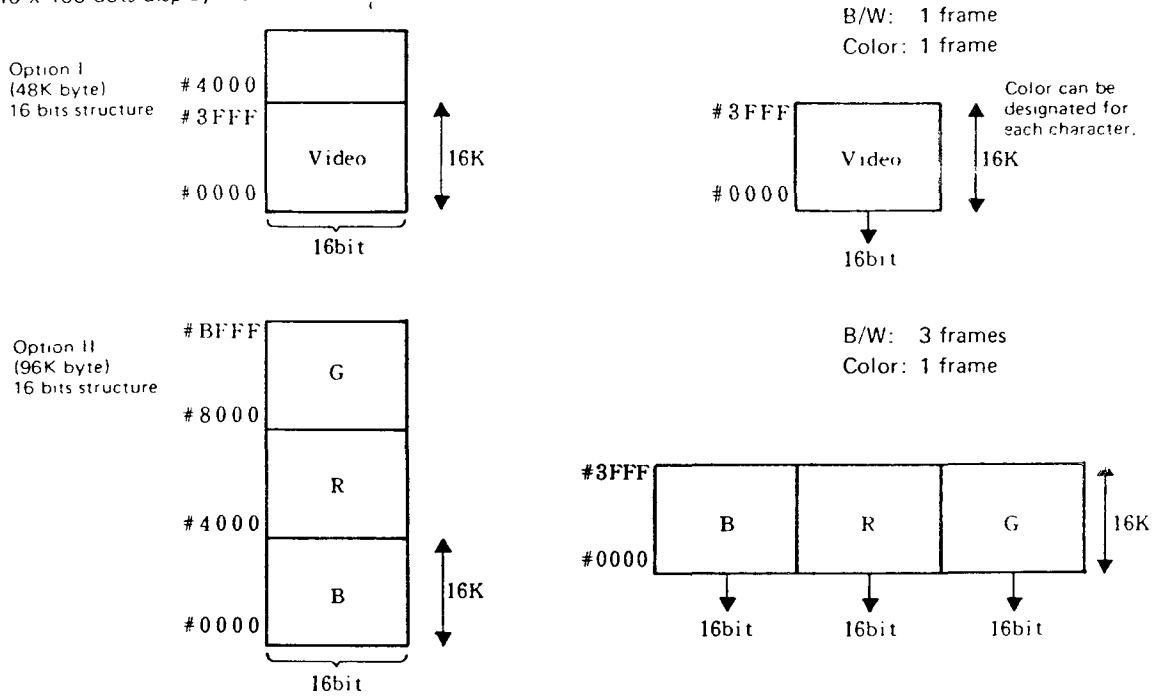 B/W: 1 frame
Color: 1 frame
Option I
(48K byte)
16 bits structure
#4000
#3FFF
Video
#0000
16K
16bit
#3FFF
Video
#0000
16K
Color can be
designated for
each character.
16bit
Option II
(96K byte)
16 bits structure
#BFFF
G
#8000
R
#4000
B
#0000
16K
16bit
B/W: 3 frames
Color: 1 frame
#3FFF
B
R
G
#0000
16K
16bit
16bit
16bit